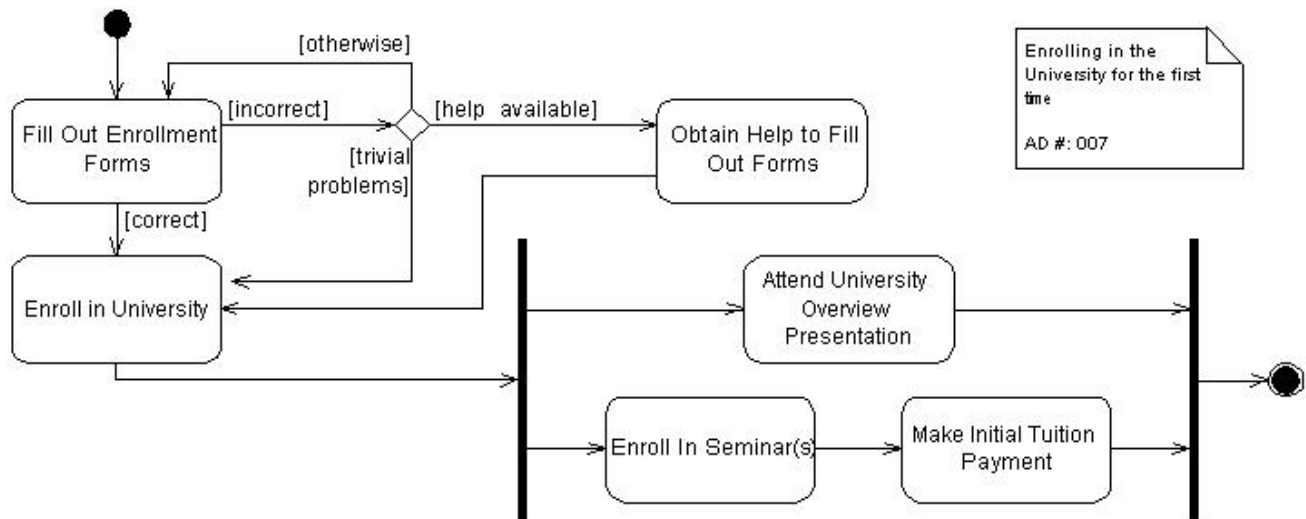 [otherwise]
Enrolling in the
University for the first
time
AD #: 007
[incorrect]
[help available]
Fill Out Enrollment
Forms
Obtain Help to Fill
Out Forms
[trivial
problems]
[correct]
Enroll in University
Attend University
Overview
Presentation
Enroll In Seminar(s)
Make Initial Tuition
Payment